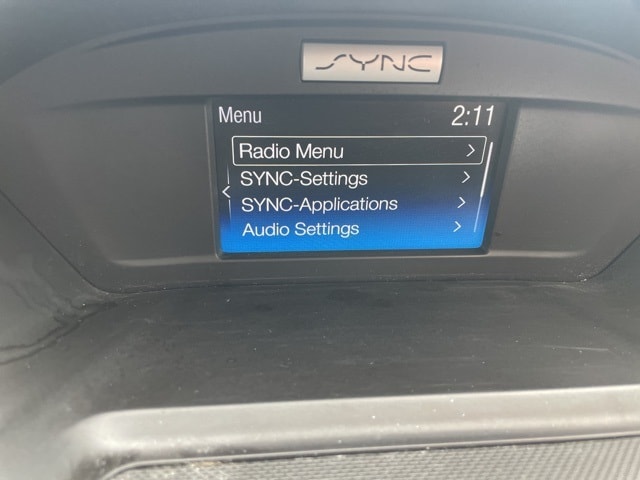 SYNC
Menu 2:11
Radio Menu >
SYNC-Settings >
< SYNC-Applications >
Audio Settings >